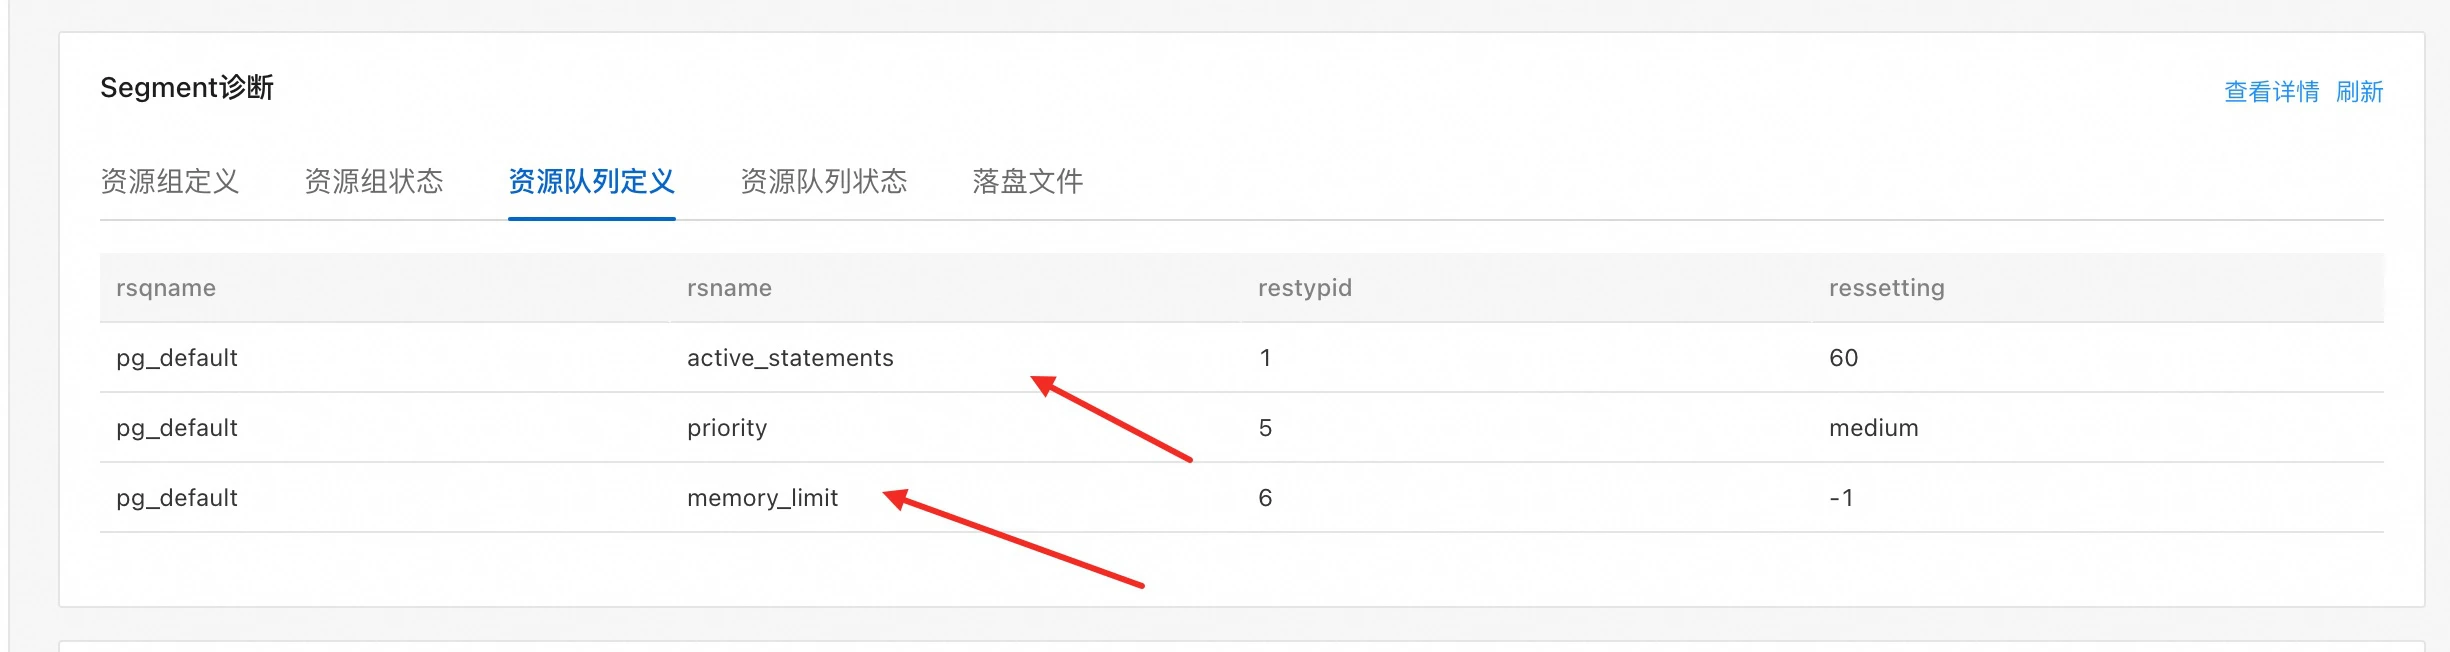 Segment诊断
查看详情 刷新
资源组定义 资源组状态 资源队列定义 资源队列状态 落盘文件
rsqname rsname restypid ressetting
pg_default active_statements 1 60
pg_default priority 5 medium
pg_default memory_limit 6 -1